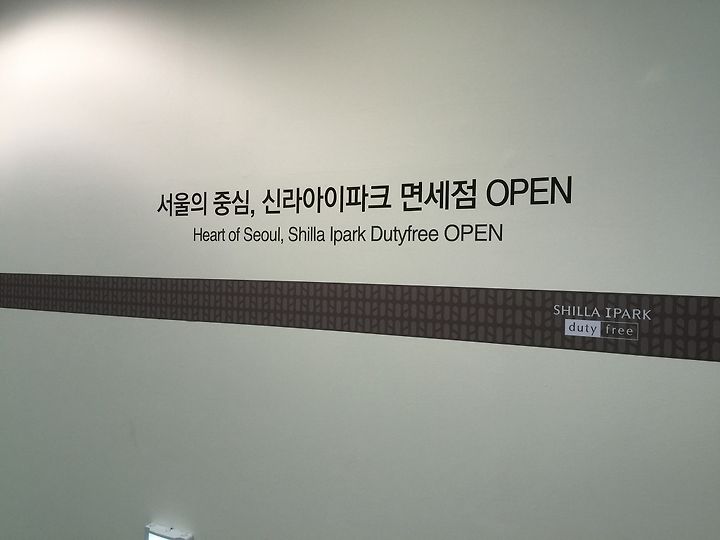 서울의 중심, 신라아이파크 면세점 OPEN
Heart of Seoul, Shilla Ipark Dutyfree OPEN
SHILLA IPARK
duty free